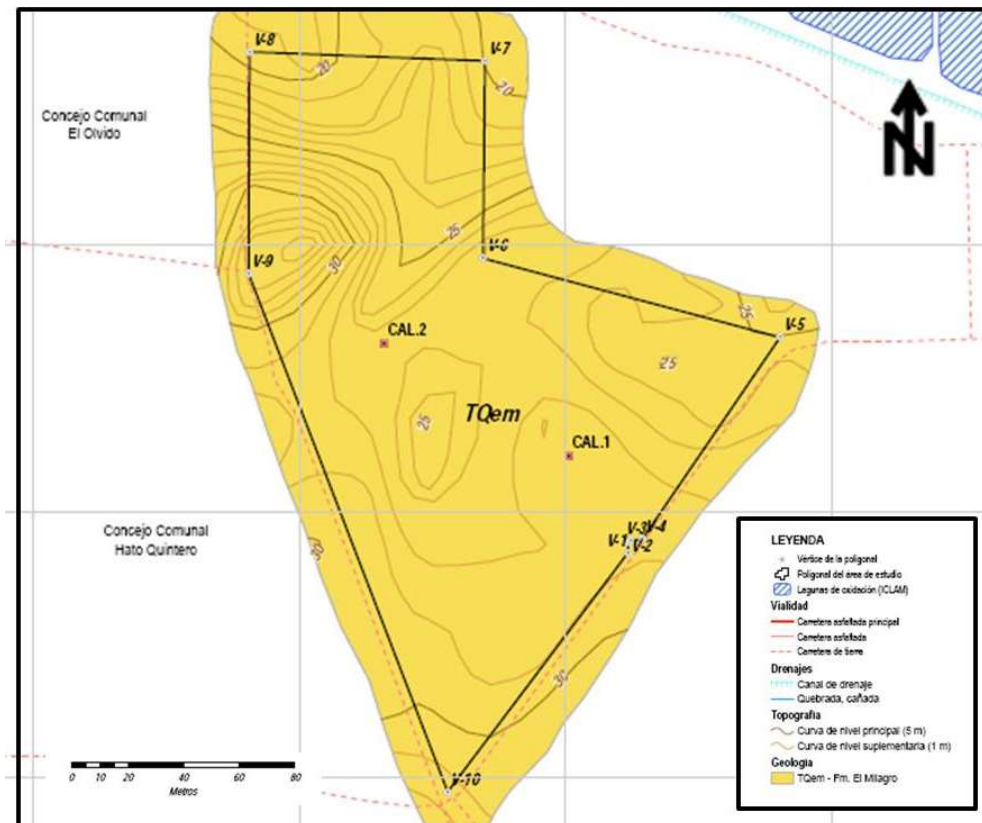 V-8
V-7
20
20
Concejo Comunal
El Olvido
N
25
V-6
V-9
30
25
V-5
CAL.2
25
25
TQem
CAL.1
V-3
V-4
V-1
V-2
Concejo Comunal
Hato Quintero
30
30
V-10
0 20 40 60 80
Metros
LEYENDA
Vértice de la poligonal
Poligonal del área de estudio
Lagunas de oxidación (ICLAM)
Vialidad
Carretera asfaltada principal
Carretera asfaltada
Carretera de tierra
Drenajes
Canal de drenaje
Quebrada, cañada
Topografía
Curva de nivel principal (5 m)
Curva de nivel suplementaria (1 m)
Geología
TQem - Fm. El Milagro